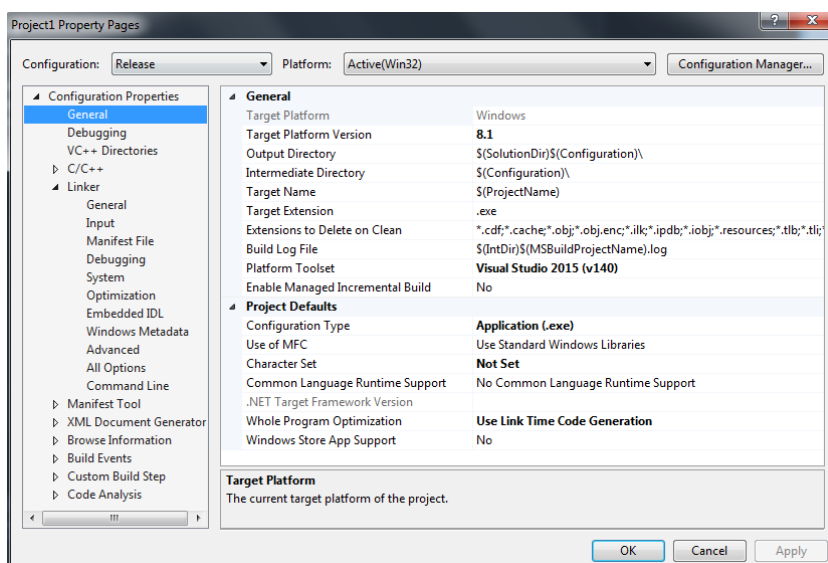 Project1 Property Pages
Configuration: Release Platform: Active(Win32) Configuration Manager...
Configuration Properties
General
Debugging
VC++ Directories
C/C++
Linker
General
Input
Manifest File
Debugging
System
Optimization
Embedded IDL
Windows Metadata
Advanced
All Options
Command Line
Manifest Tool
XML Document Generator
Browse Information
Build Events
Custom Build Step
Code Analysis
General
Target Platform Windows
Target Platform Version 8.1
Output Directory $(SolutionDir)$(Configuration)\
Intermediate Directory $(Configuration)\
Target Name $(ProjectName)
Target Extension .exe
Extensions to Delete on Clean *.cdf;*.cache;*.obj;*.obj.enc;*.ilk;*.ipdb;*.iobj;*.resources;*.tlb;*.tli;
Build Log File $(IntDir)$(MSBuildProjectName).log
Platform Toolset Visual Studio 2015 (v140)
Enable Managed Incremental Build No
Project Defaults
Configuration Type Application (.exe)
Use of MFC Use Standard Windows Libraries
Character Set Not Set
Common Language Runtime Support No Common Language Runtime Support
.NET Target Framework Version
Whole Program Optimization Use Link Time Code Generation
Windows Store App Support No
Target Platform
The current target platform of the project.
OK Cancel Apply